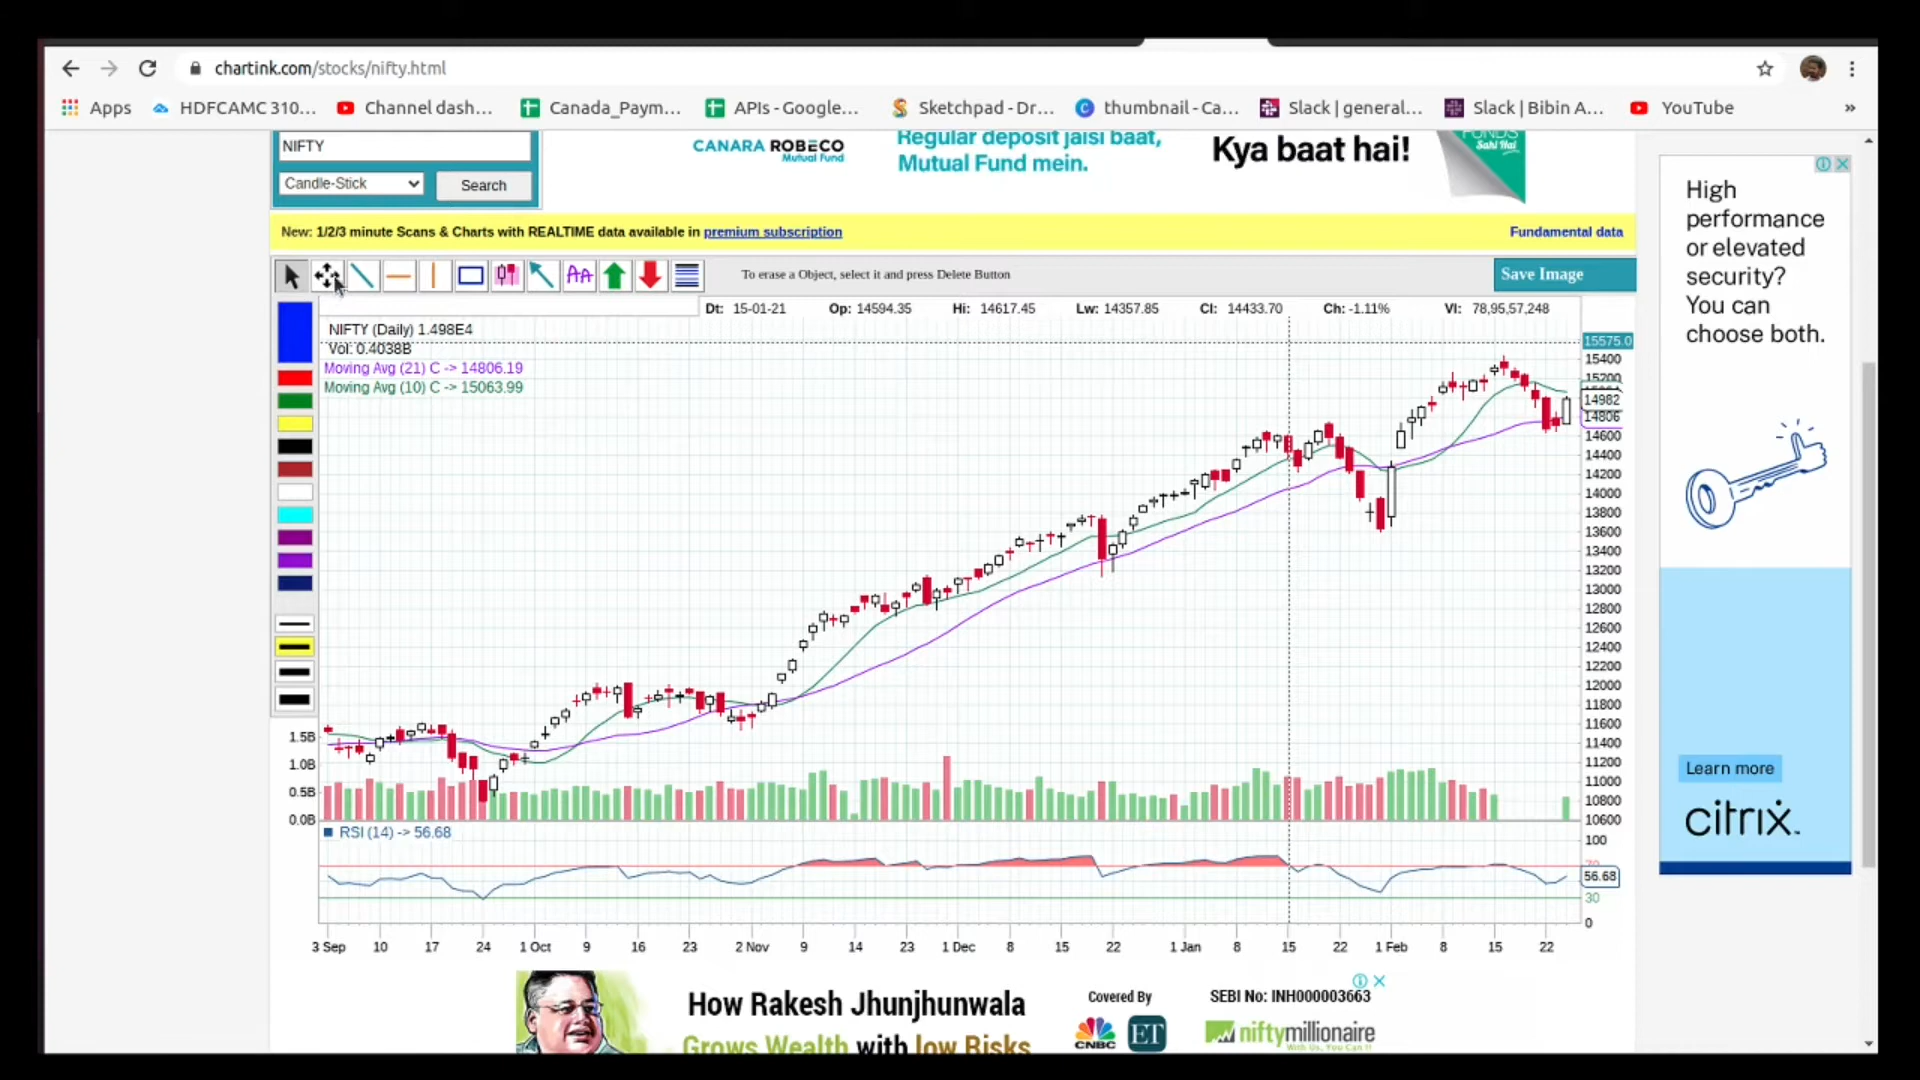 chartink.com/stocks/nifty.html
Apps
HDFCAMC 310...
Channel dash...
Canada_Paym...
APIs - Google...
Sketchpad - Dr...
thumbnail - Ca...
Slack | general...
Slack | Bibin A...
YouTube
»
NIFTY
Candle-Stick
Search
CANARA ROBECO
Mutual Fund
Regular deposit jaisi baat,
Mutual Fund mein.
Kya baat hai!
FUNDS
Sahi Hai
New: 1/2/3 minute Scans & Charts with REALTIME data available in premium subscription
Fundamental data
AA
To erase a Object, select it and press Delete Button
Save Image
Dt: 15-01-21 Op: 14594.35 Hi: 14617.45 Lw: 14357.85 Cl: 14433.70 Ch: -1.11% Vl: 78,95,57,248
NIFTY (Daily) 1.498E4
Vol: 0.4038B
Moving Avg (21) C -> 14806.19
Moving Avg (10) C -> 15063.99
15575.0
15400
15200
14982
14806
14600
14400
14200
14000
13800
13600
13400
13200
13000
12800
12600
12400
12200
12000
11800
11600
11400
11200
11000
10800
10600
1.5B
1.0B
0.5B
0.0B
RSI (14) -> 56.68
100
70
56.68
30
0
3 Sep 10 17 24 1 Oct 9 16 23 2 Nov 9 14 23 1 Dec 8 15 22 1 Jan 8 15 22 1 Feb 8 15 22
High
performance
or elevated
security?
You can
choose both.
Learn more
citrix
How Rakesh Jhunjhunwala
Grows Wealth with low Risks
Covered By
CNBC
ET
SEBI No: INH000003663
niftymillionaire
With Us, You Can !!